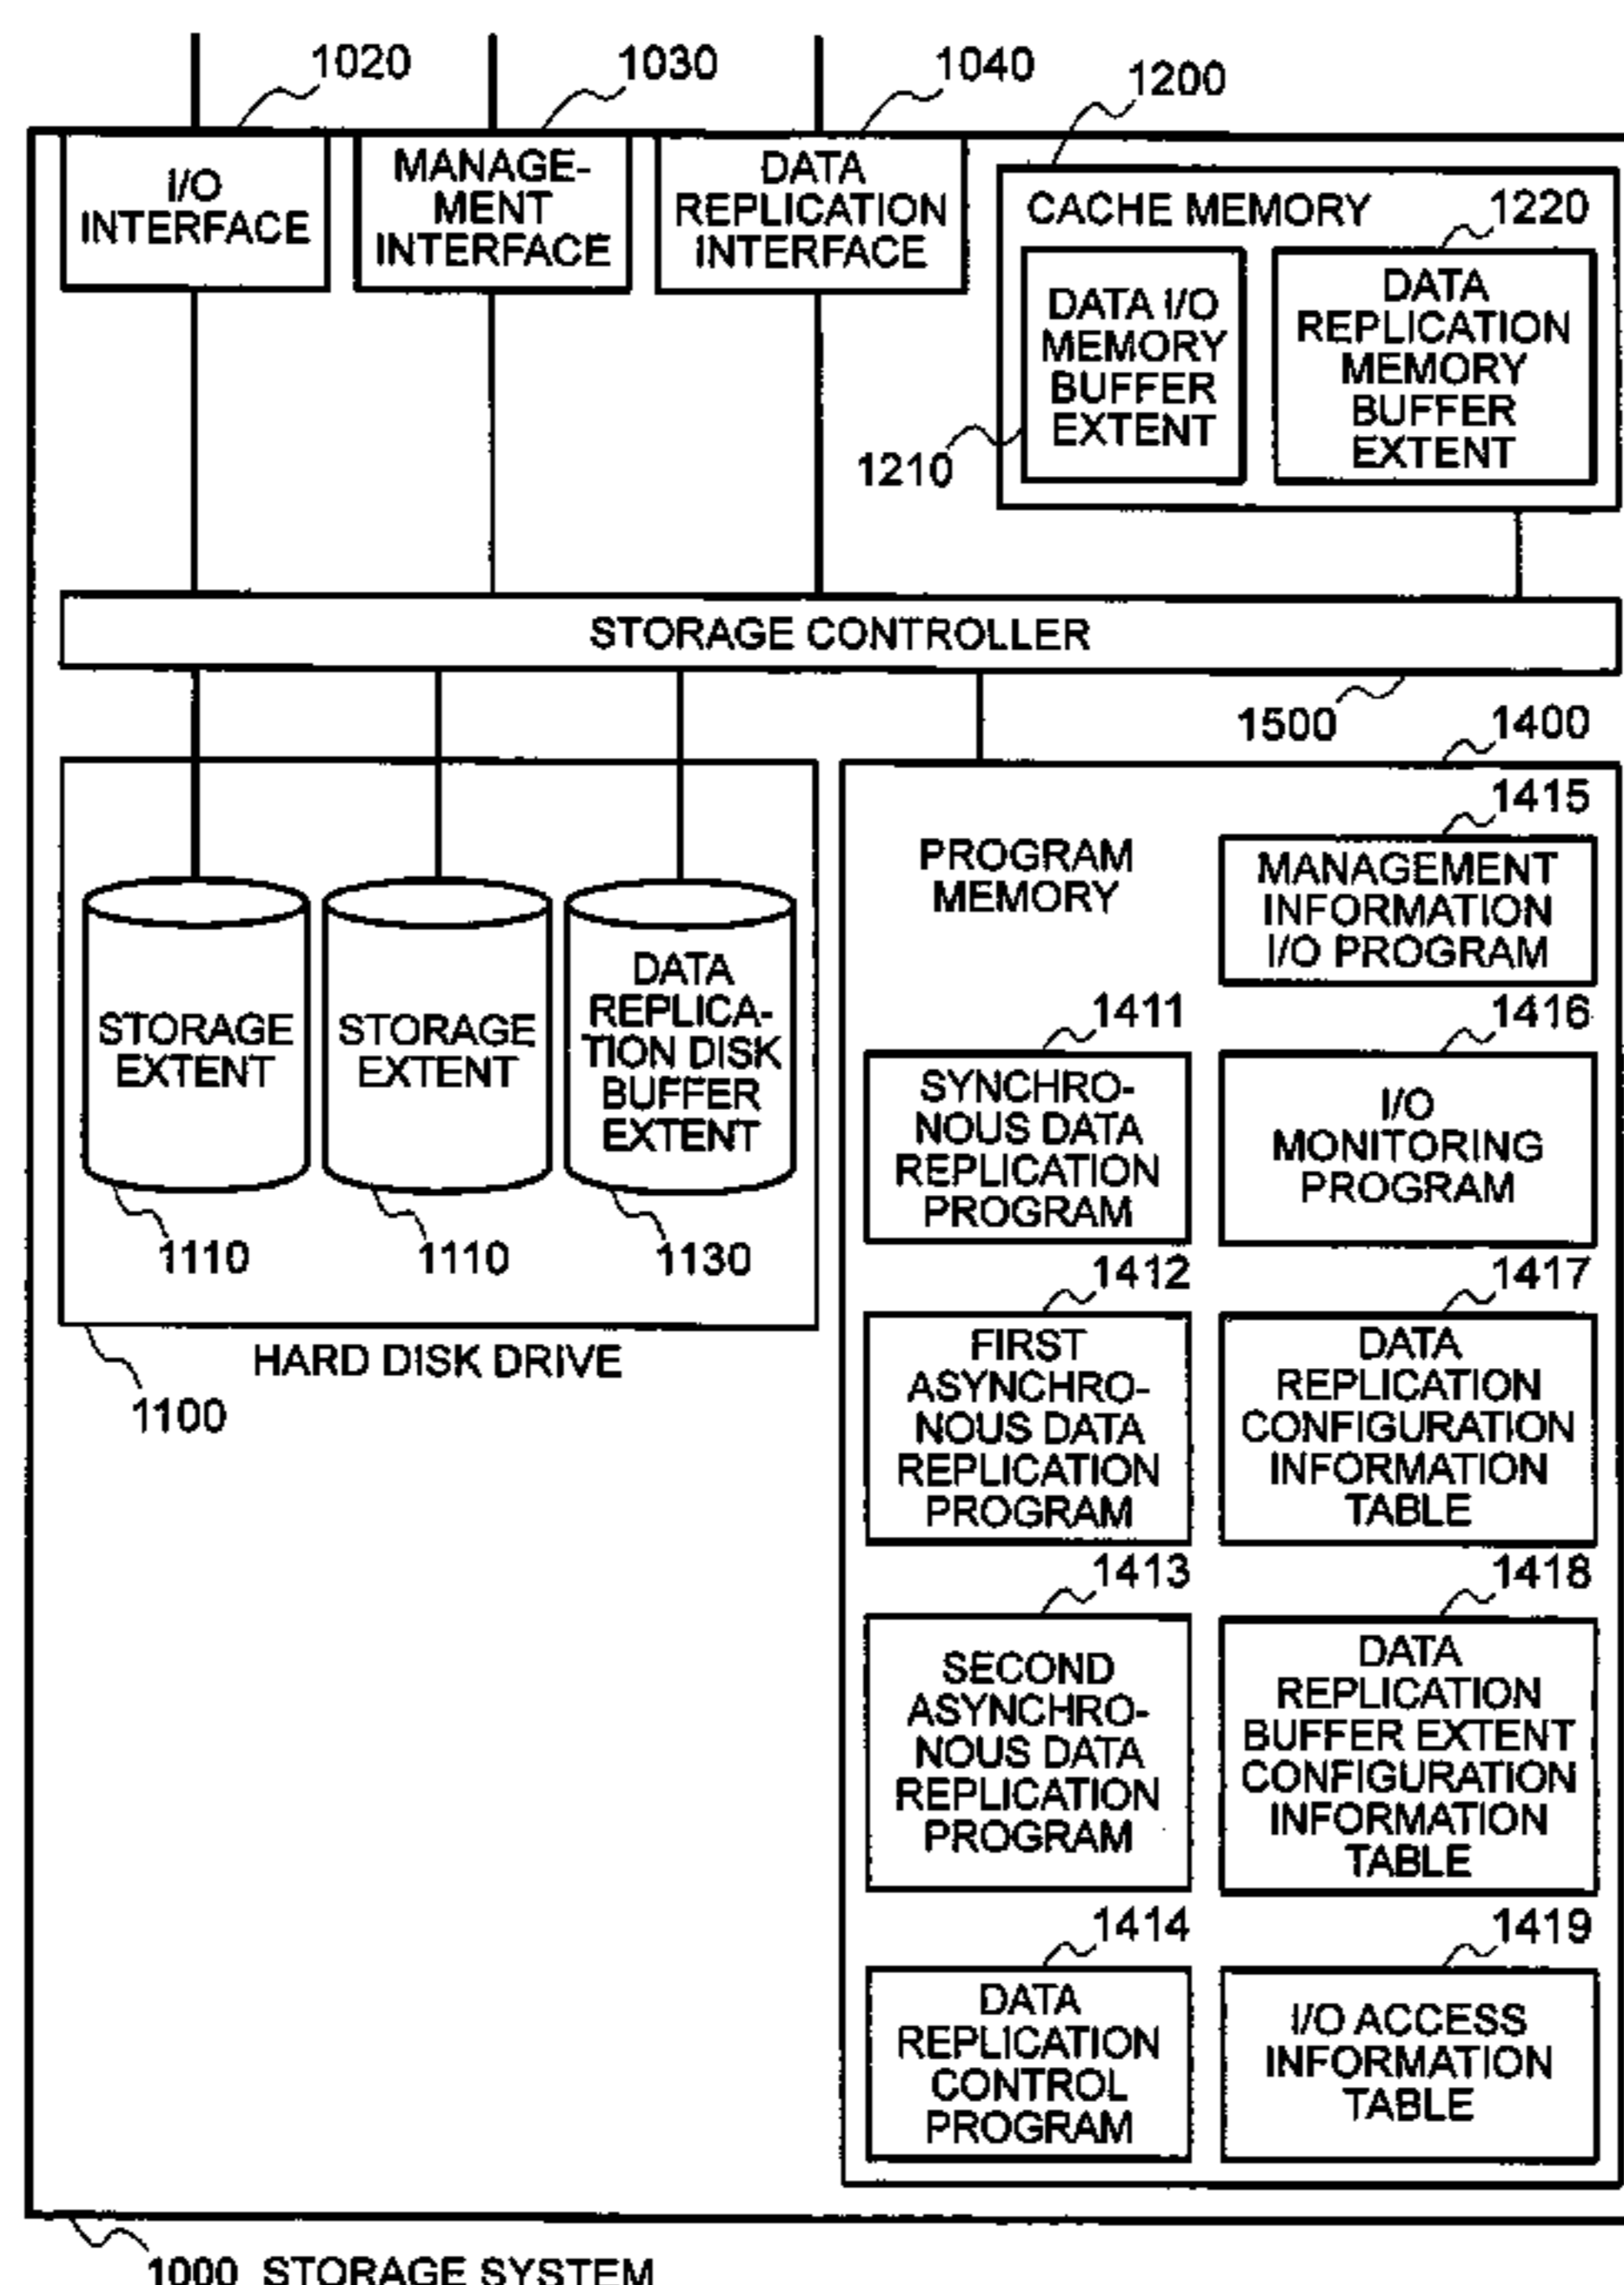 1020
1030
1040
1200
I/O
INTERFACE
MANAGE-
MENT
INTERFACE
DATA
REPLICATION
INTERFACE
CACHE MEMORY
1220
DATA I/O
MEMORY
BUFFER
EXTENT
1210
DATA
REPLICATION
MEMORY
BUFFER
EXTENT
STORAGE CONTROLLER
1500
1400
STORAGE
EXTENT
1110
STORAGE
EXTENT
1110
DATA
REPLICA-
TION DISK
BUFFER
EXTENT
1130
HARD DISK DRIVE
1100
PROGRAM
MEMORY
1415
MANAGEMENT
INFORMATION
I/O PROGRAM
1411
SYNCHRO-
NOUS DATA
REPLICATION
PROGRAM
1416
I/O
MONITORING
PROGRAM
1412
FIRST
ASYNCHRO-
NOUS DATA
REPLICATION
PROGRAM
1417
DATA
REPLICATION
CONFIGURATION
INFORMATION
TABLE
1413
SECOND
ASYNCHRO-
NOUS DATA
REPLICATION
PROGRAM
1418
DATA
REPLICATION
BUFFER EXTENT
CONFIGURATION
INFORMATION
TABLE
1414
DATA
REPLICATION
CONTROL
PROGRAM
1419
I/O ACCESS
INFORMATION
TABLE
1000 STORAGE SYSTEM